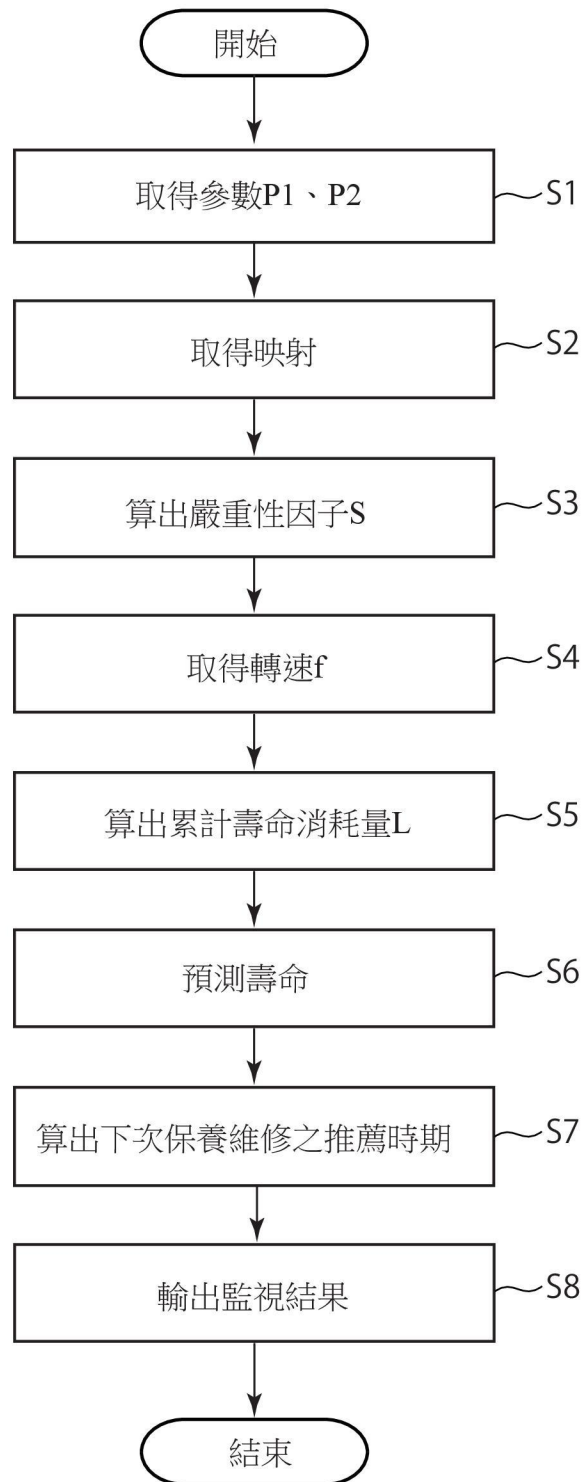 開始
取得參數P1、P2
S1
取得映射
S2
算出嚴重性因子S
S3
取得轉速f
S4
算出累計壽命消耗量L
S5
預測壽命
S6
算出下次保養維修之推薦時期
S7
輸出監視結果
S8
結束